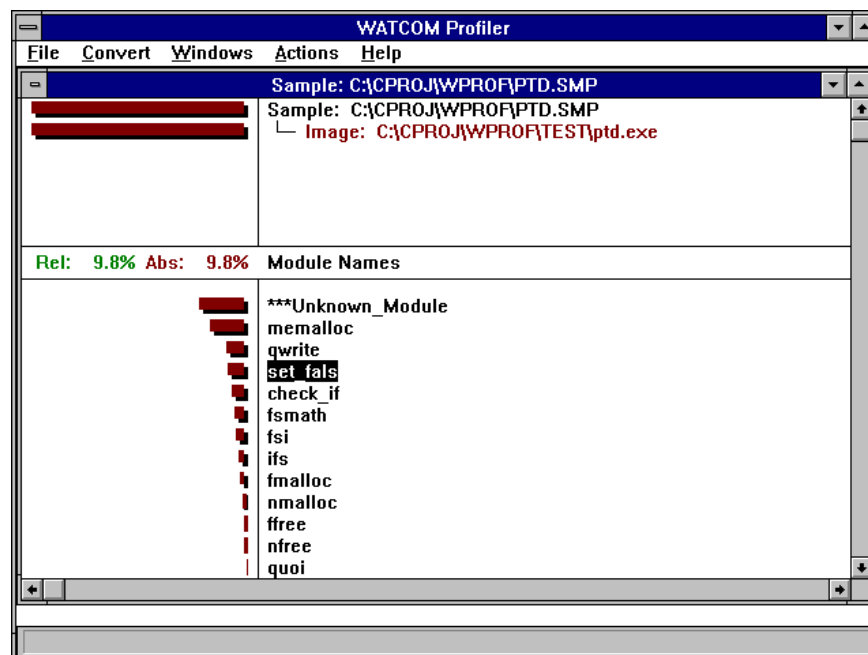 WATCOM Profiler
File Convert Windows Actions Help
Sample: C:\CPROJ\WPROF\PTD.SMP
Sample: C:\CPROJ\WPROF\PTD.SMP
Image: C:\CPROJ\WPROF\TEST\ptd.exe
Rel: 9.8% Abs: 9.8% Module Names
***Unknown_Module
memalloc
qwrite
set_fals
check_if
fsmath
fsi
ifs
fmalloc
nmalloc
ffree
nfree
quoi